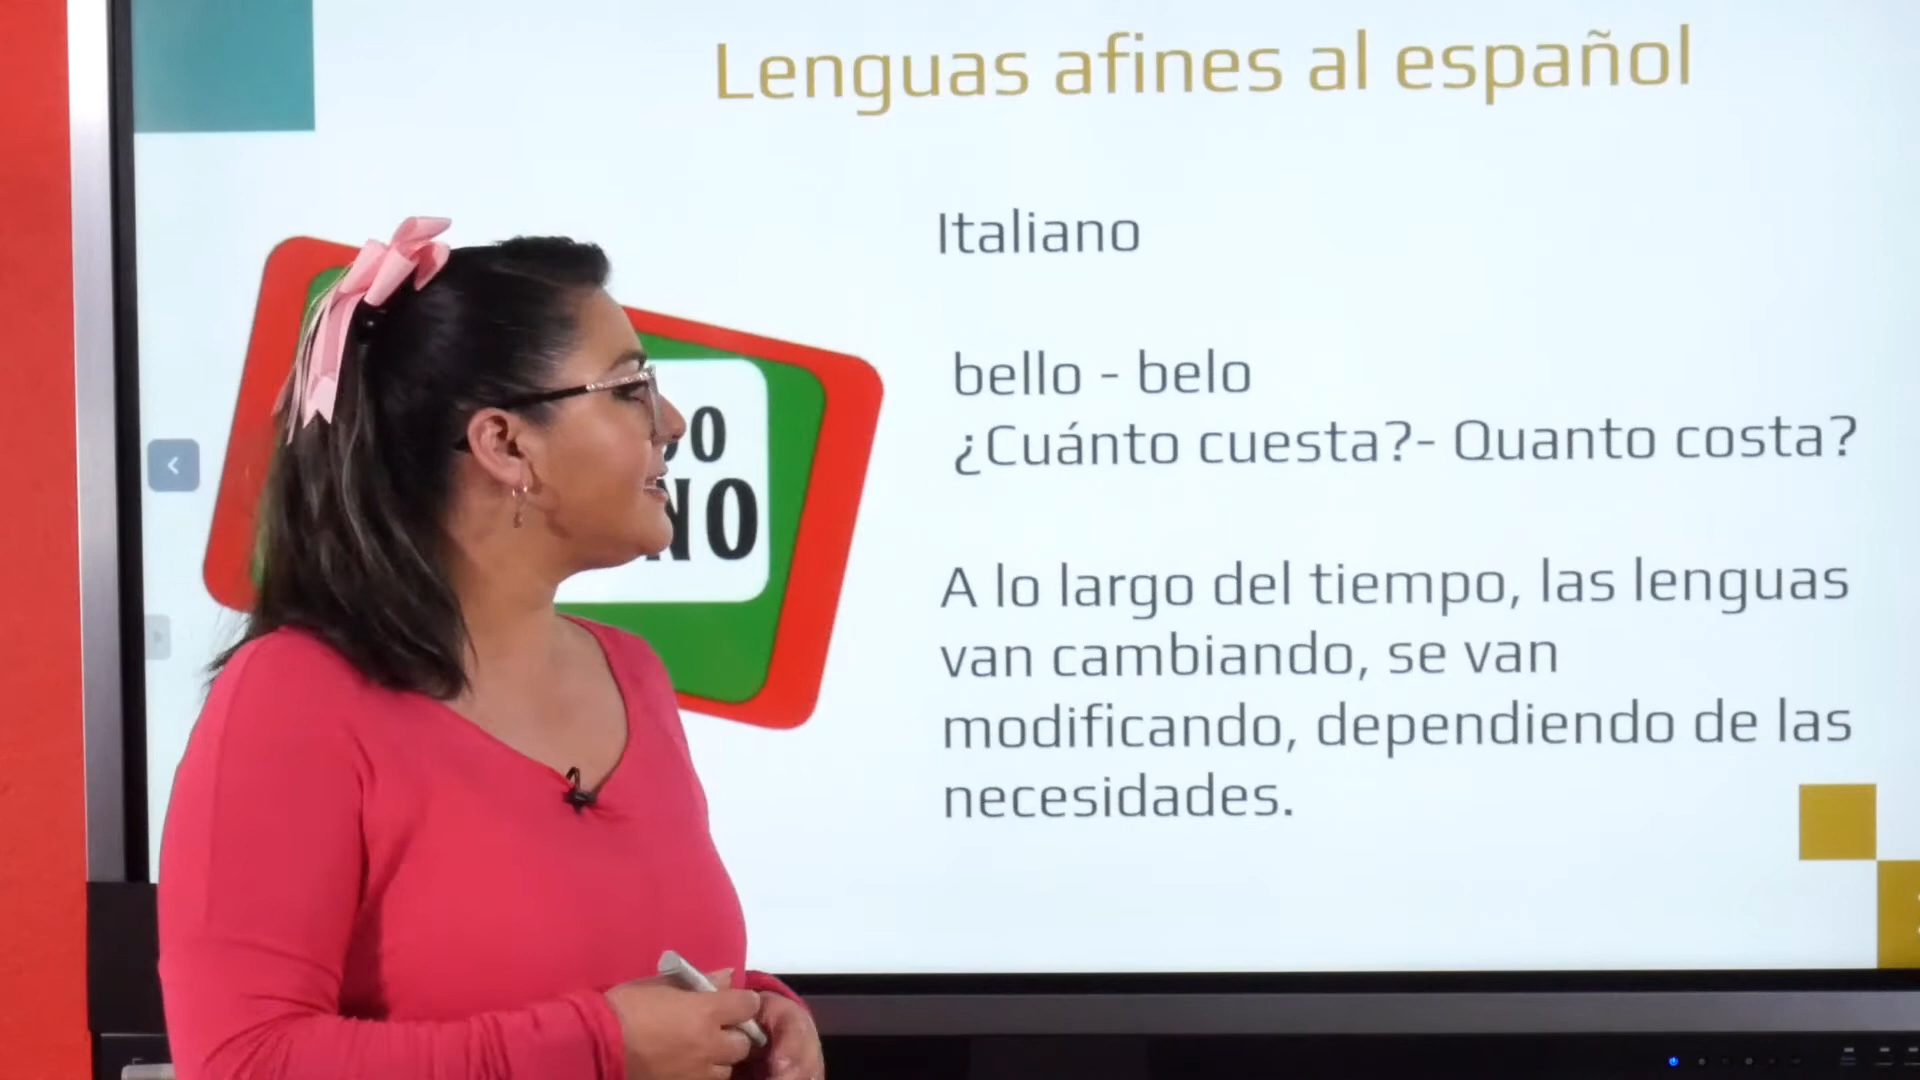 Lenguas afines al español
Italiano
bello - belo
¿Cuánto cuesta?- Quanto costa?
A lo largo del tiempo, las lenguas
van cambiando, se van
modificando, dependiendo de las
necesidades.